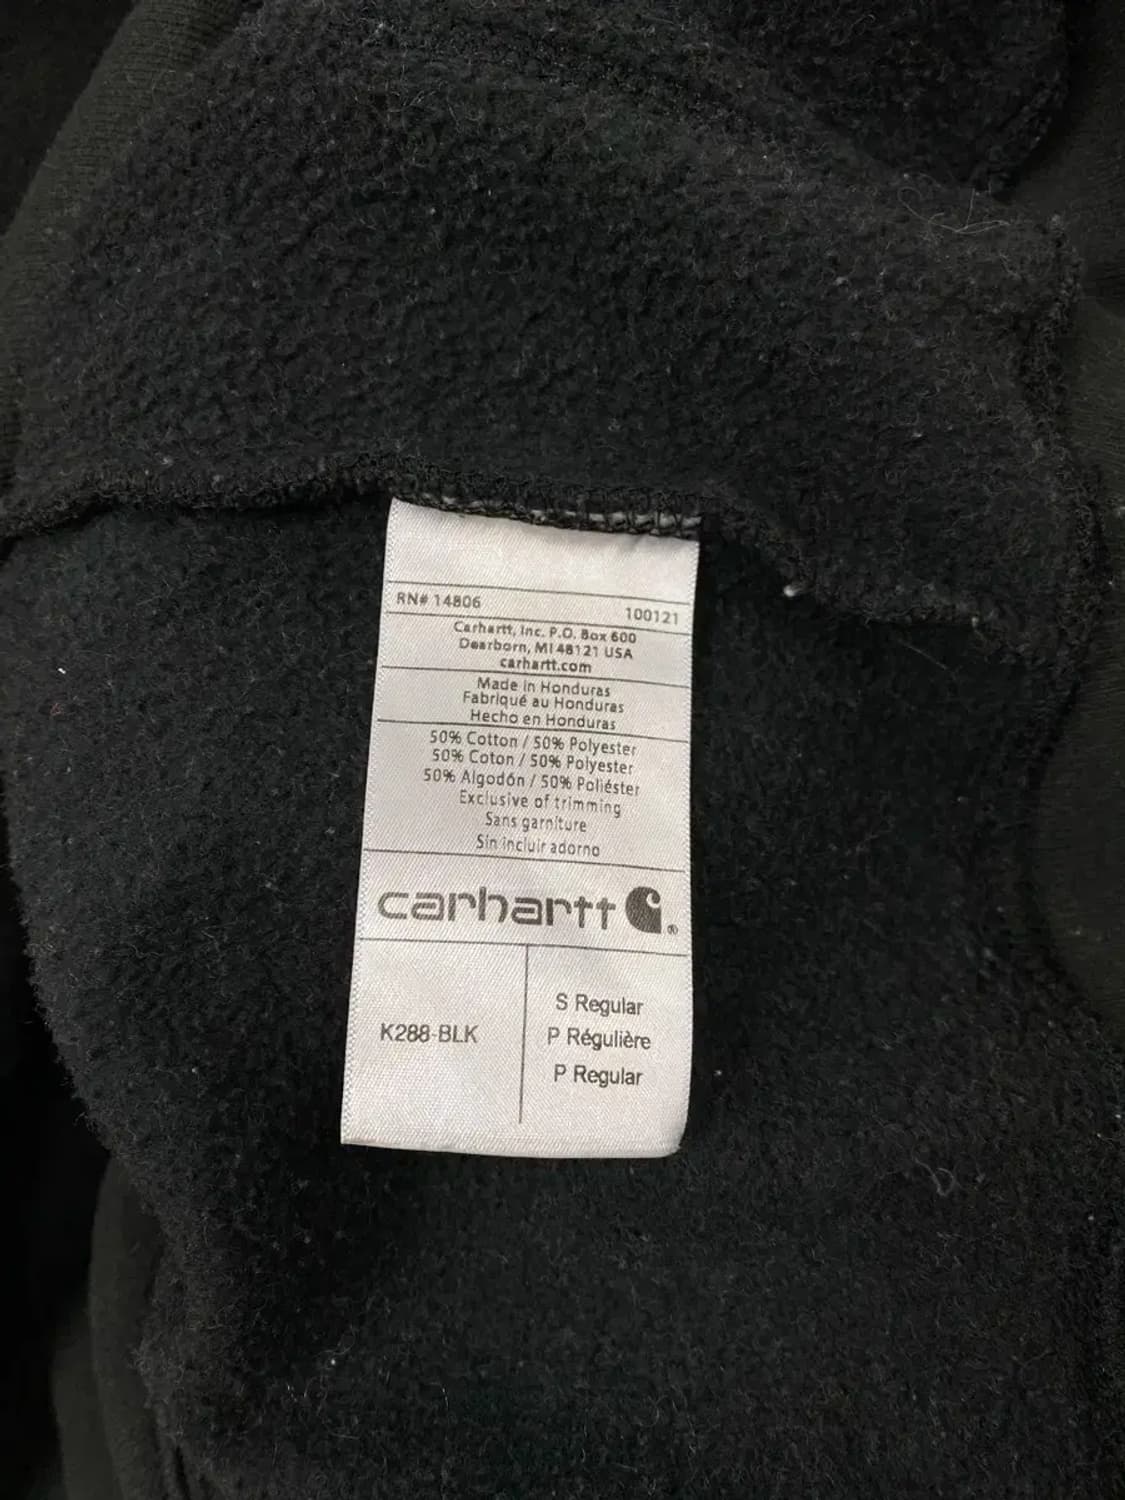 RN# 14806 100121
Carhartt, Inc. P.O. Box 600
Dearborn, MI 48121 USA
carhartt.com
Made in Honduras
Fabriqué au Honduras
Hecho en Honduras
50% Cotton / 50% Polyester
50% Coton / 50% Polyester
50% Algodón / 50% Poliéster
Exclusive of trimming
Sans garniture
Sin incluir adorno
carhartt ®
K288-BLK
S Regular
P Régulière
P Regular